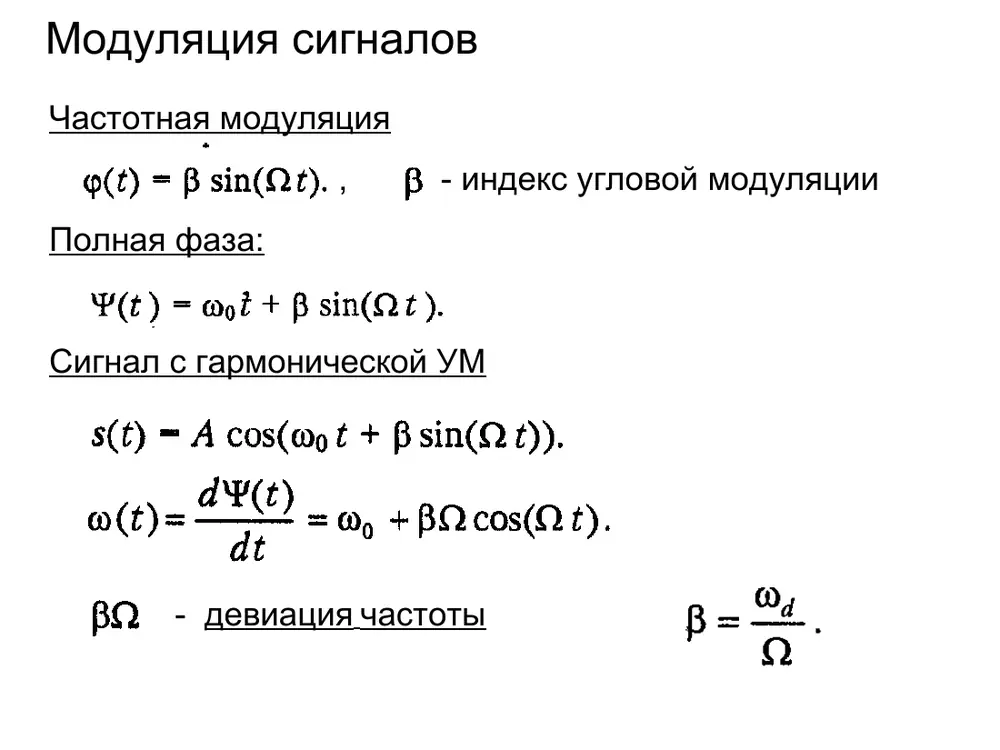 Модуляция сигналов
Частотная модуляция
φ(t) = β sin(Ωt). , β - индекс угловой модуляции
Полная фаза:
Ψ(t) = ω₀t + β sin(Ωt).
Сигнал с гармонической УМ
s(t) = A cos(ω₀t + β sin(Ωt)).
ω(t) = dΨ(t)/dt = ω₀ + βΩ cos(Ωt).
βΩ - девиация частоты β = ω_d/Ω.